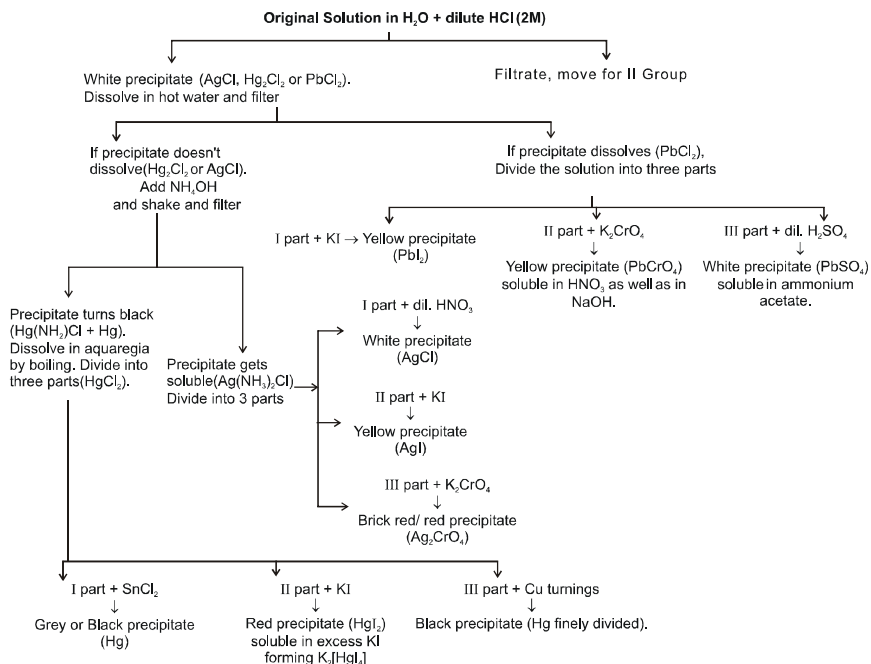 Original Solution in H₂O + dilute HCl (2M)
White precipitate (AgCl, Hg₂Cl₂ or PbCl₂).
Dissolve in hot water and filter
Filtrate, move for II Group
If precipitate doesn't
dissolve(Hg₂Cl₂ or AgCl).
Add NH₄OH
and shake and filter
If precipitate dissolves (PbCl₂),
Divide the solution into three parts
I part + KI → Yellow precipitate
(PbI₂)
II part + K₂CrO₄
↓
Yellow precipitate (PbCrO₄)
soluble in HNO₃ as well as in
NaOH.
III part + dil. H₂SO₄
↓
White precipitate (PbSO₄)
soluble in ammonium
acetate.
Precipitate turns black
(Hg(NH₂)Cl + Hg).
Dissolve in aquaregia
by boiling. Divide into
three parts(HgCl₂).
Precipitate gets
soluble(Ag(NH₃)₂Cl)
Divide into 3 parts
I part + dil. HNO₃
↓
White precipitate
(AgCl)
II part + KI
↓
Yellow precipitate
(AgI)
III part + K₂CrO₄
↓
Brick red/ red precipitate
(Ag₂CrO₄)
I part + SnCl₂
↓
Grey or Black precipitate
(Hg)
II part + KI
↓
Red precipitate (HgI₂)
soluble in excess KI
forming K₂[HgI₄]
III part + Cu turnings
↓
Black precipitate (Hg finely divided).